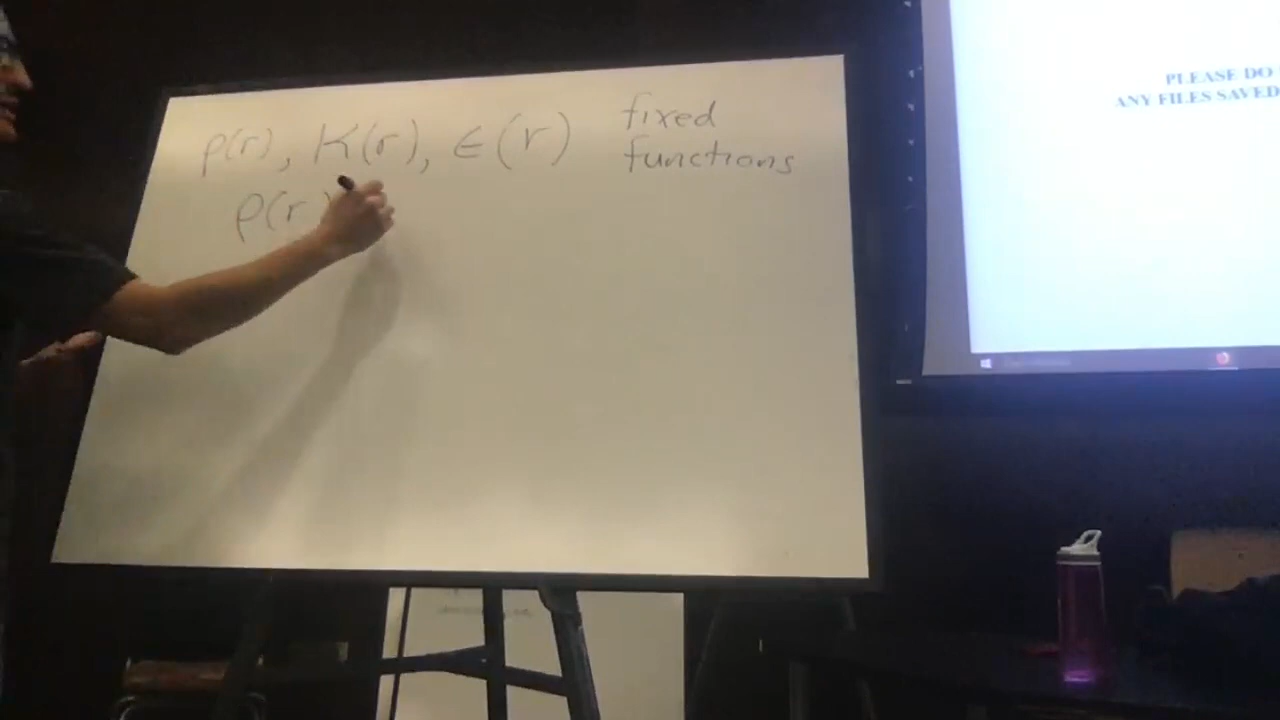 ρ(r), K(r), ∈(r) fixed
functions
ρ(r)
PLEASE DO
ANY FILES SAVED